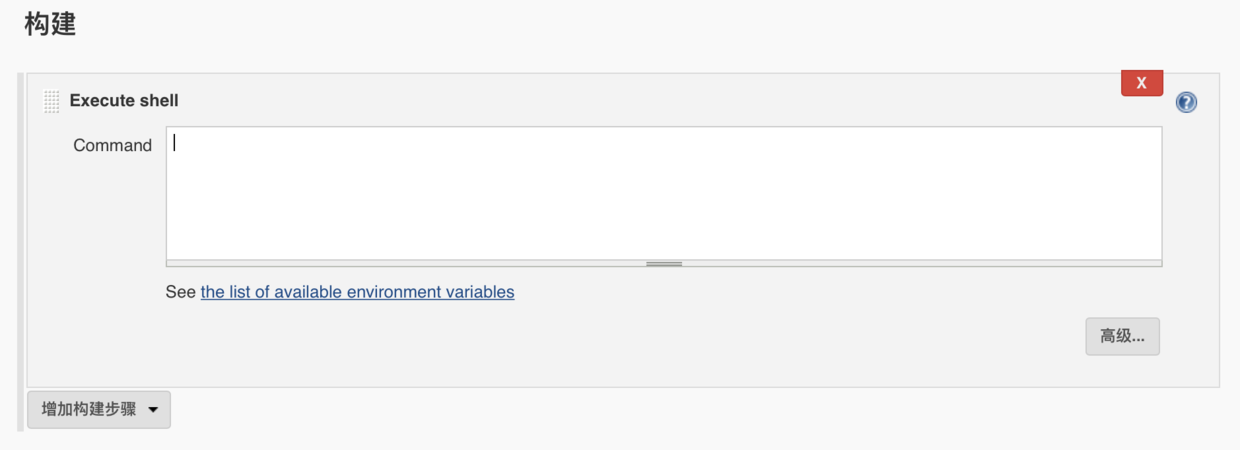 构建
X
Execute shell
?
Command
See the list of available environment variables
高级...
增加构建步骤